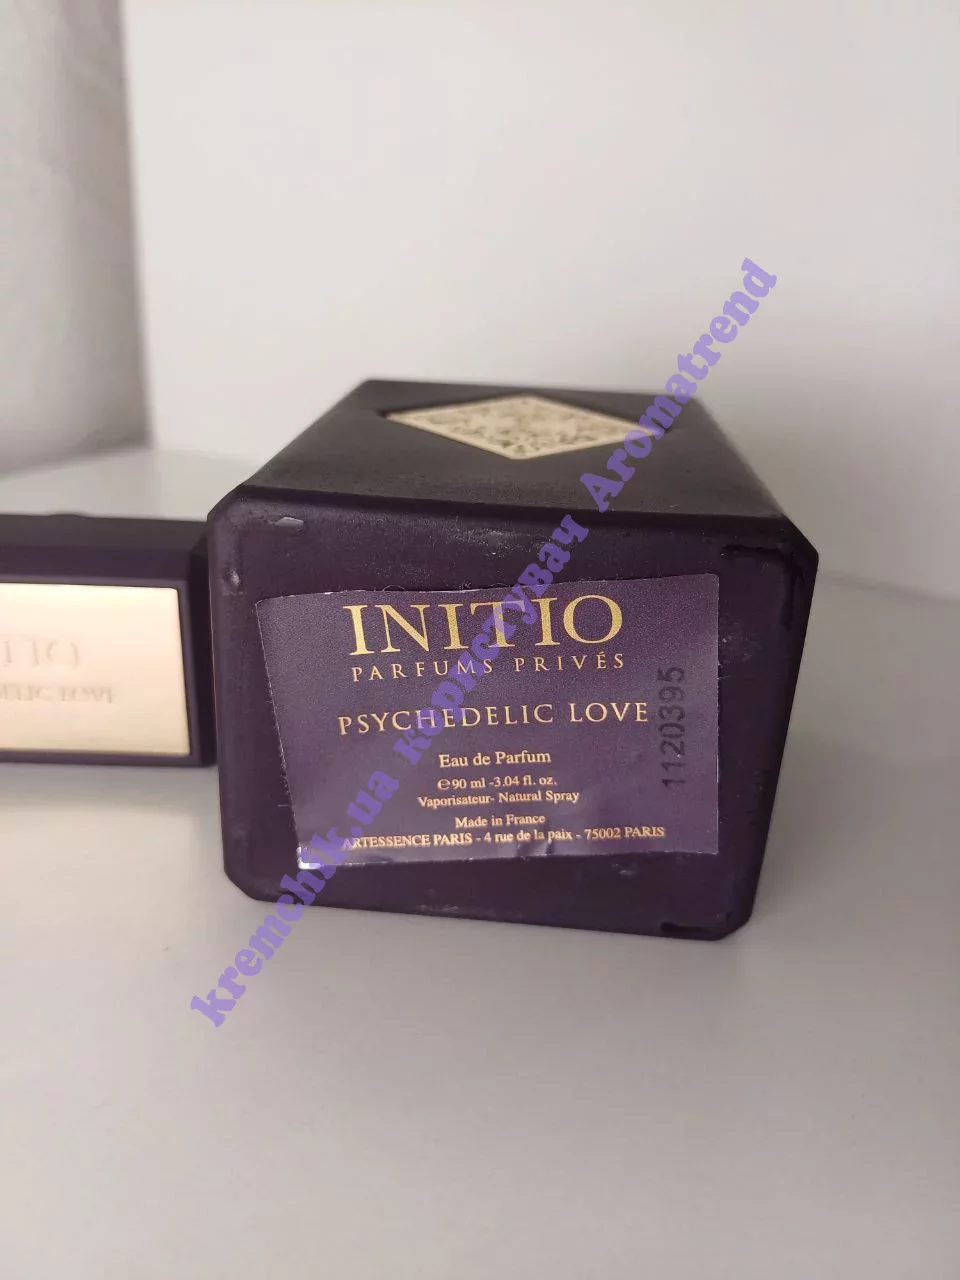 INITIO
PARFUMS PRIVÉS
PSYCHEDELIC LOVE
Eau de Parfum
℮90 ml -3.04 fl. oz.
Vaporisateur- Natural Spray
Made in France
ARTESSENCE PARIS - 4 rue de la paix - 75002 PARIS
1120395
kremchik.ua користувач Aromatrend